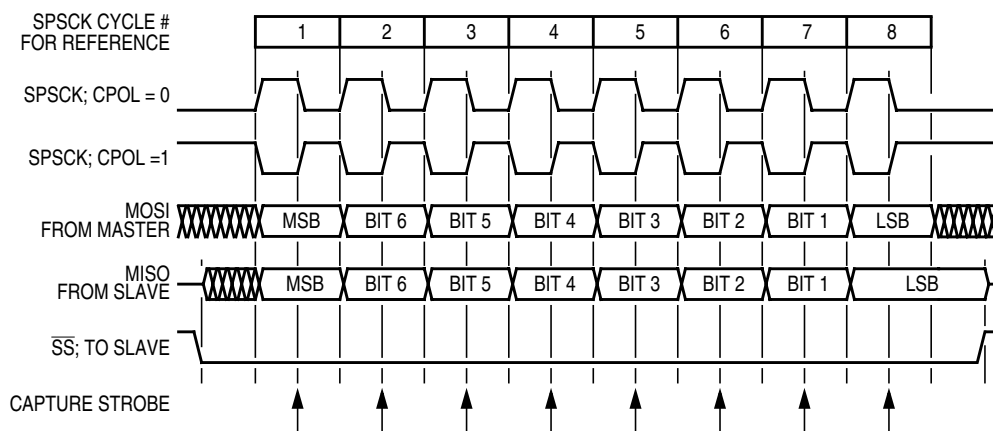 SPSCK CYCLE #
FOR REFERENCE
1 2 3 4 5 6 7 8
SPSCK; CPOL = 0
SPSCK; CPOL =1
MOSI
FROM MASTER
MSB BIT 6 BIT 5 BIT 4 BIT 3 BIT 2 BIT 1 LSB
MISO
FROM SLAVE
MSB BIT 6 BIT 5 BIT 4 BIT 3 BIT 2 BIT 1 LSB
SS; TO SLAVE
CAPTURE STROBE